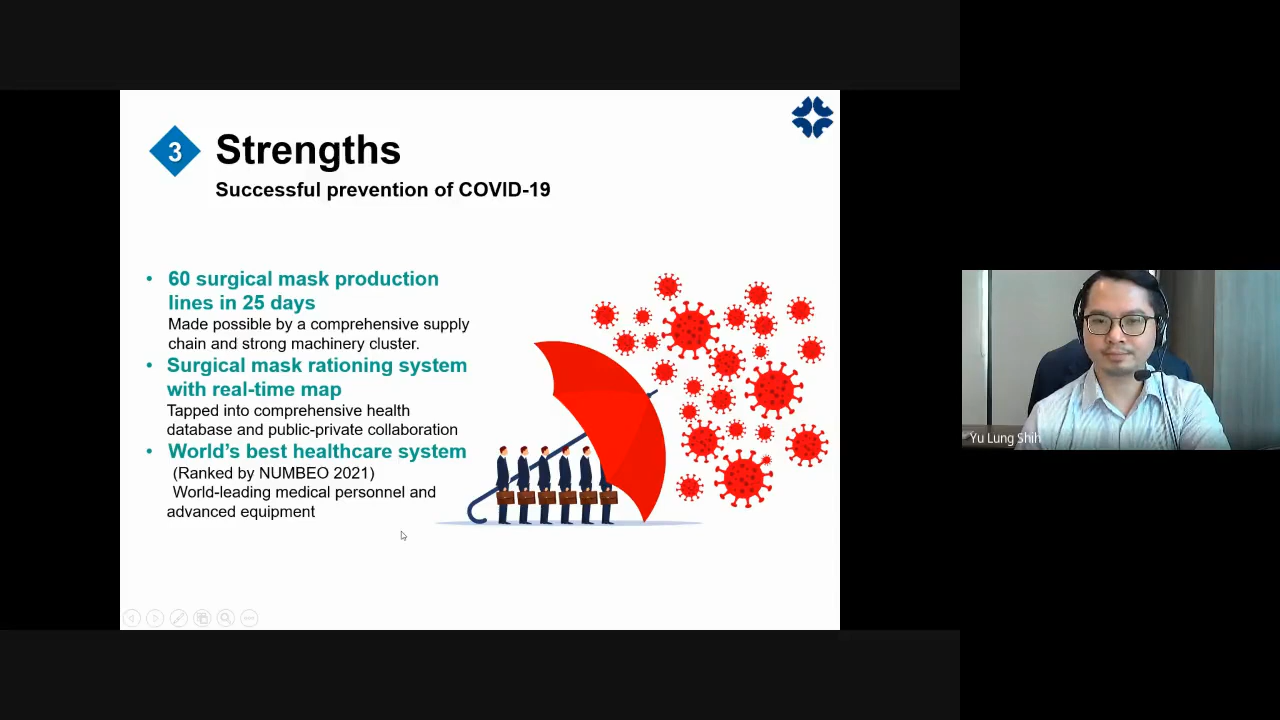 3
Strengths
Successful prevention of COVID-19
• 60 surgical mask production
lines in 25 days
Made possible by a comprehensive supply
chain and strong machinery cluster.
• Surgical mask rationing system
with real-time map
Tapped into comprehensive health
database and public-private collaboration
• World's best healthcare system
(Ranked by NUMBEO 2021)
World-leading medical personnel and
advanced equipment
Yu Lung Shih